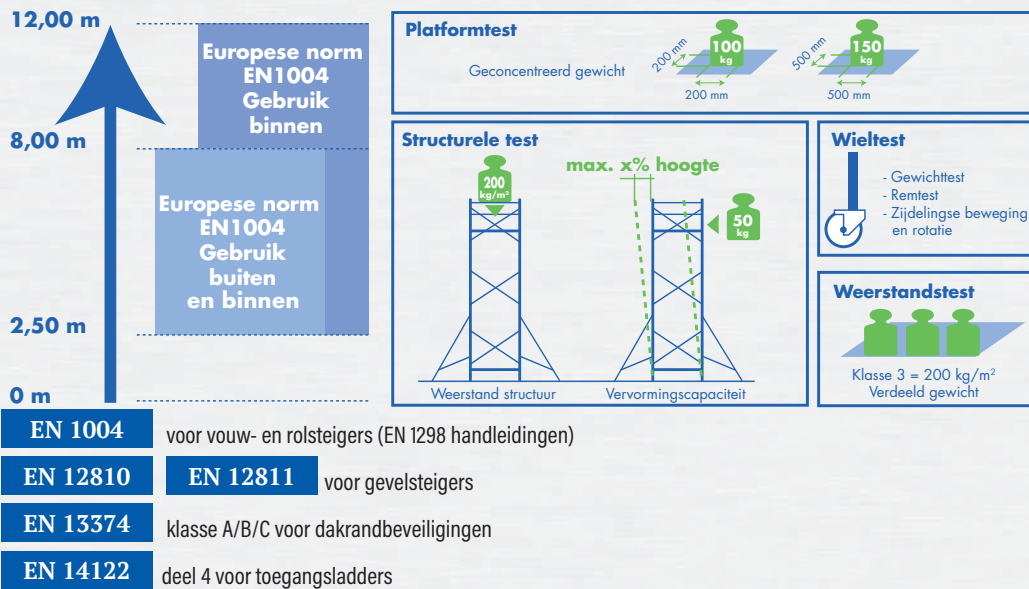 12,00 m
8,00 m
2,50 m
0 m
Europese norm
EN1004
Gebruik
binnen
Europese norm
EN1004
Gebruik
buiten
en binnen
Platformtest
Geconcentreerd gewicht
200 mm
100
kg
200 mm
500 mm
150
kg
500 mm
Structurele test
200
kg/m²
max. x% hoogte
50
kg
Weerstand structuur
Vervormingscapaciteit
Wieltest
- Gewichttest
- Remtest
- Zijdelingse beweging
en rotatie
Weerstandstest
Klasse 3 = 200 kg/m²
Verdeeld gewicht
EN 1004 voor vouw- en rolsteigers (EN 1298 handleidingen)
EN 12810 EN 12811 voor gevelsteigers
EN 13374 klasse A/B/C voor dakrandbeveiligingen
EN 14122 deel 4 voor toegangsladders